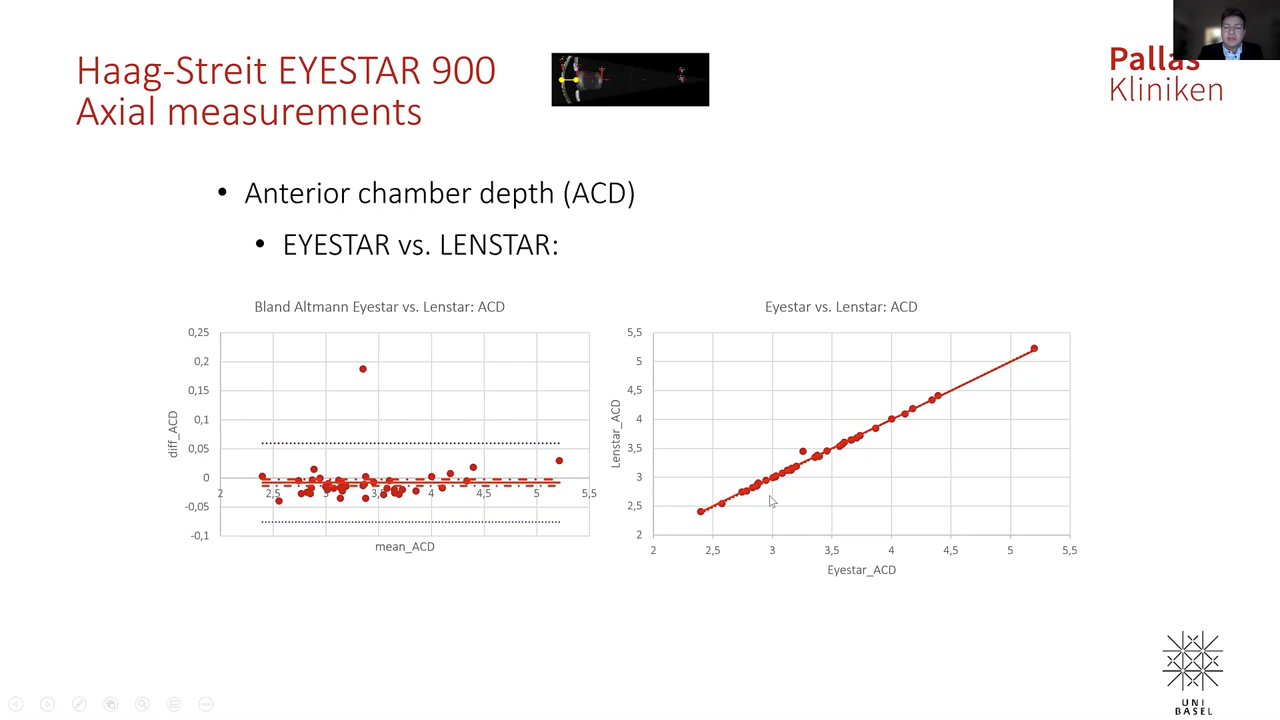 Haag-Streit EYESTAR 900
Axial measurements
Pallas
Kliniken
• Anterior chamber depth (ACD)
• EYESTAR vs. LENSTAR:
Bland Altmann Eyestar vs. Lenstar: ACD
0,25
0,2
0,15
0,1
0,05
0
-0,05
-0,1
diff_ACD
2
2,5
3
3,5
4
4,5
5
5,5
mean_ACD
Eyestar vs. Lenstar: ACD
5,5
5
4,5
4
3,5
3
2,5
2
Lenstar_ACD
2
2,5
3
3,5
4
4,5
5
5,5
Eyestar_ACD
UNI
BASEL